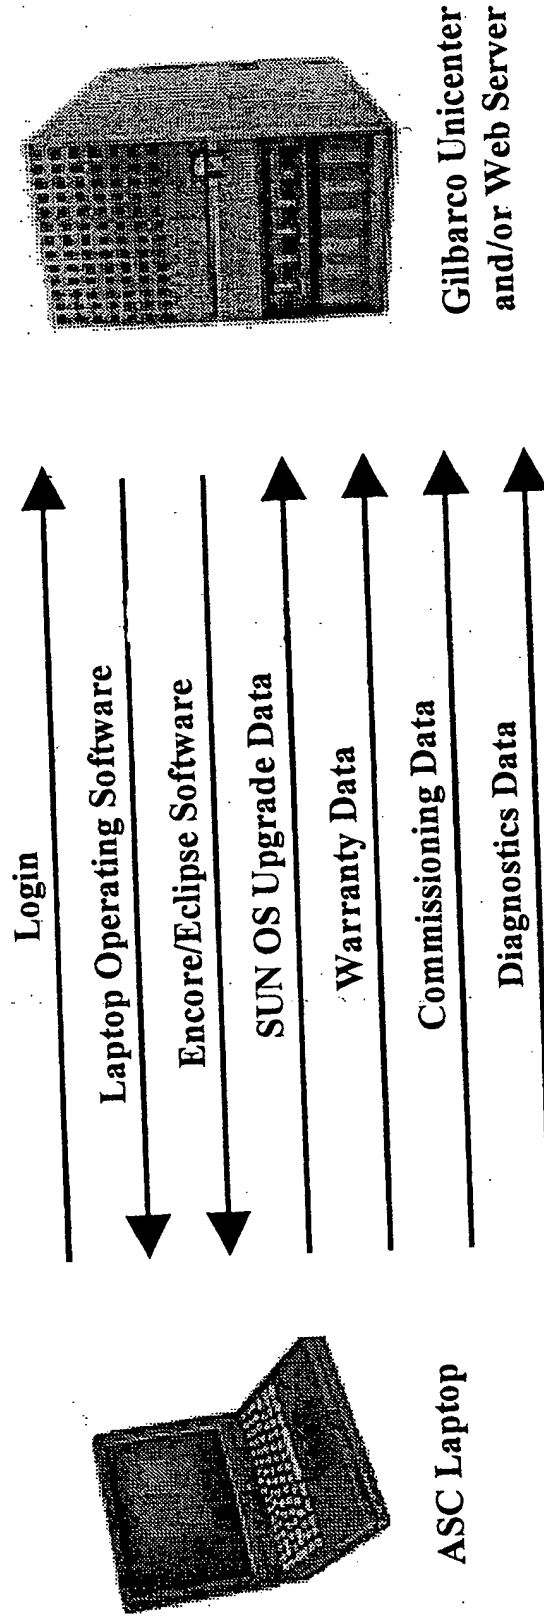 Login
Laptop Operating Software
Encore/Eclipse Software
SUN OS Upgrade Data
Warranty Data
Commissioning Data
Diagnostics Data
ASC Laptop
Gilbarco Unicenter
and/or Web Server